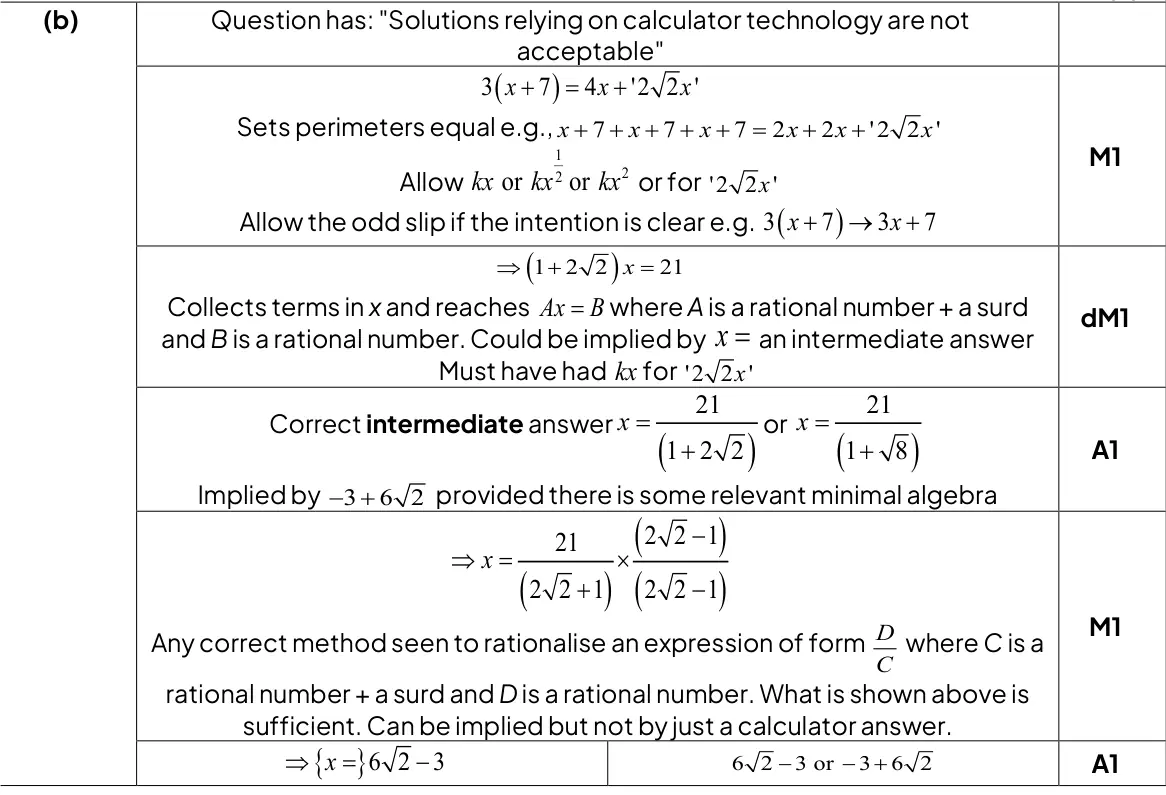 (b)
Question has: "Solutions relying on calculator technology are not
acceptable"
3(x + 7) = 4x + '2√2x'
Sets perimeters equal e.g., x + 7 + x + 7 + x + 7 = 2x + 2x + '2√2x'
Allow kx or kx^(1/2) or kx² or for '2√2x'
Allow the odd slip if the intention is clear e.g. 3(x + 7) → 3x + 7
M1
⇒ (1 + 2√2)x = 21
Collects terms in x and reaches Ax = B where A is a rational number + a surd
and B is a rational number. Could be implied by x = an intermediate answer
Must have had kx for '2√2x'
dM1
Correct intermediate answer x = 21/(1 + 2√2) or x = 21/(1 + √8)
Implied by −3 + 6√2 provided there is some relevant minimal algebra
A1
⇒ x = 21/(2√2 + 1) × (2√2 − 1)/(2√2 − 1)
Any correct method seen to rationalise an expression of form D/C where C is a
rational number + a surd and D is a rational number. What is shown above is
sufficient. Can be implied but not by just a calculator answer.
M1
⇒ {x =}6√2 − 3
6√2 − 3 or −3 + 6√2
A1